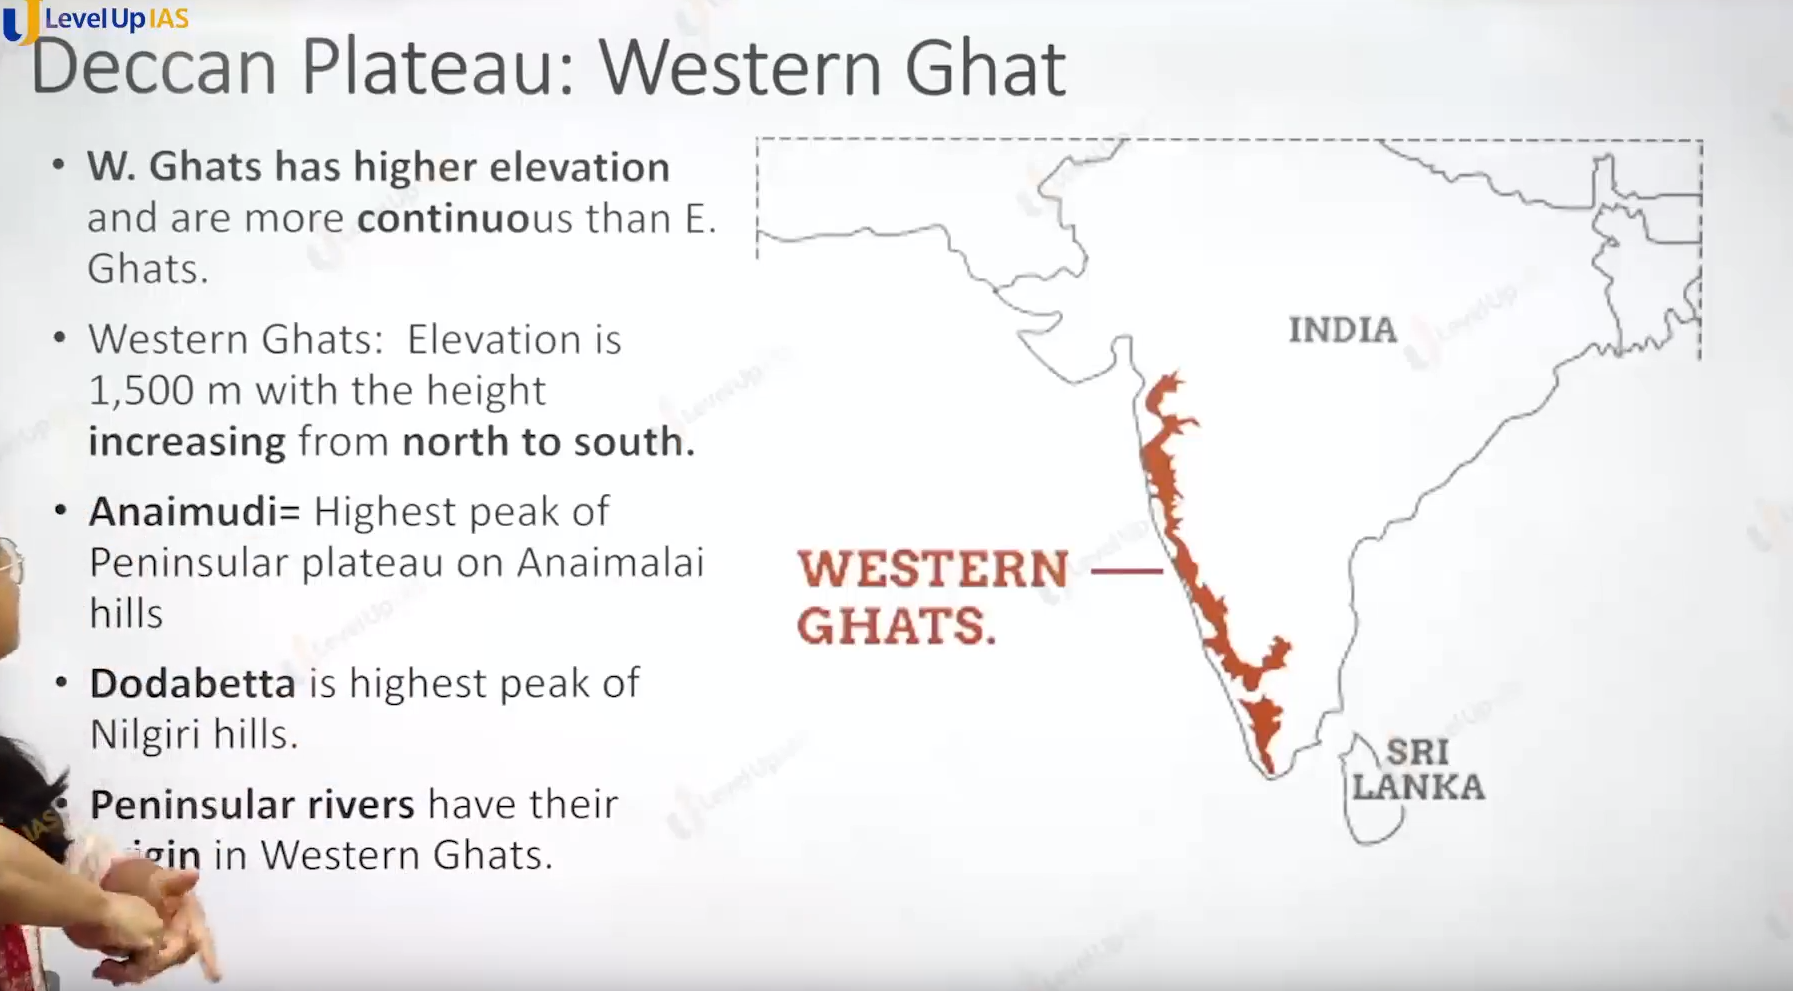 LevelUp IAS
Deccan Plateau: Western Ghat
• W. Ghats has higher elevation
and are more continuous than E.
Ghats.
• Western Ghats: Elevation is
1,500 m with the height
increasing from north to south.
• Anaimudi= Highest peak of
Peninsular plateau on Anaimalai
hills
• Dodabetta is highest peak of
Nilgiri hills.
• Peninsular rivers have their
igin in Western Ghats.
INDIA
WESTERN
GHATS.
SRI
LANKA